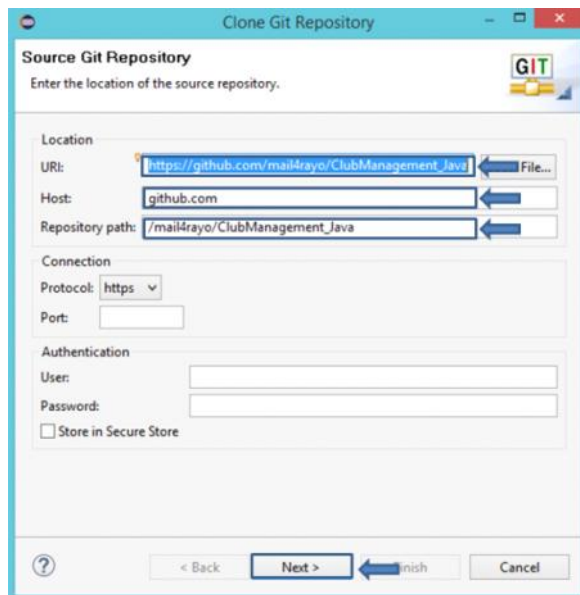 Clone Git Repository
Source Git Repository
Enter the location of the source repository.
GIT
Location
URI: https://github.com/mail4rayo/ClubManagement_Java File...
Host: github.com
Repository path: /mail4rayo/ClubManagement_Java
Connection
Protocol: https
Port:
Authentication
User:
Password:
Store in Secure Store
? < Back Next > Cancel